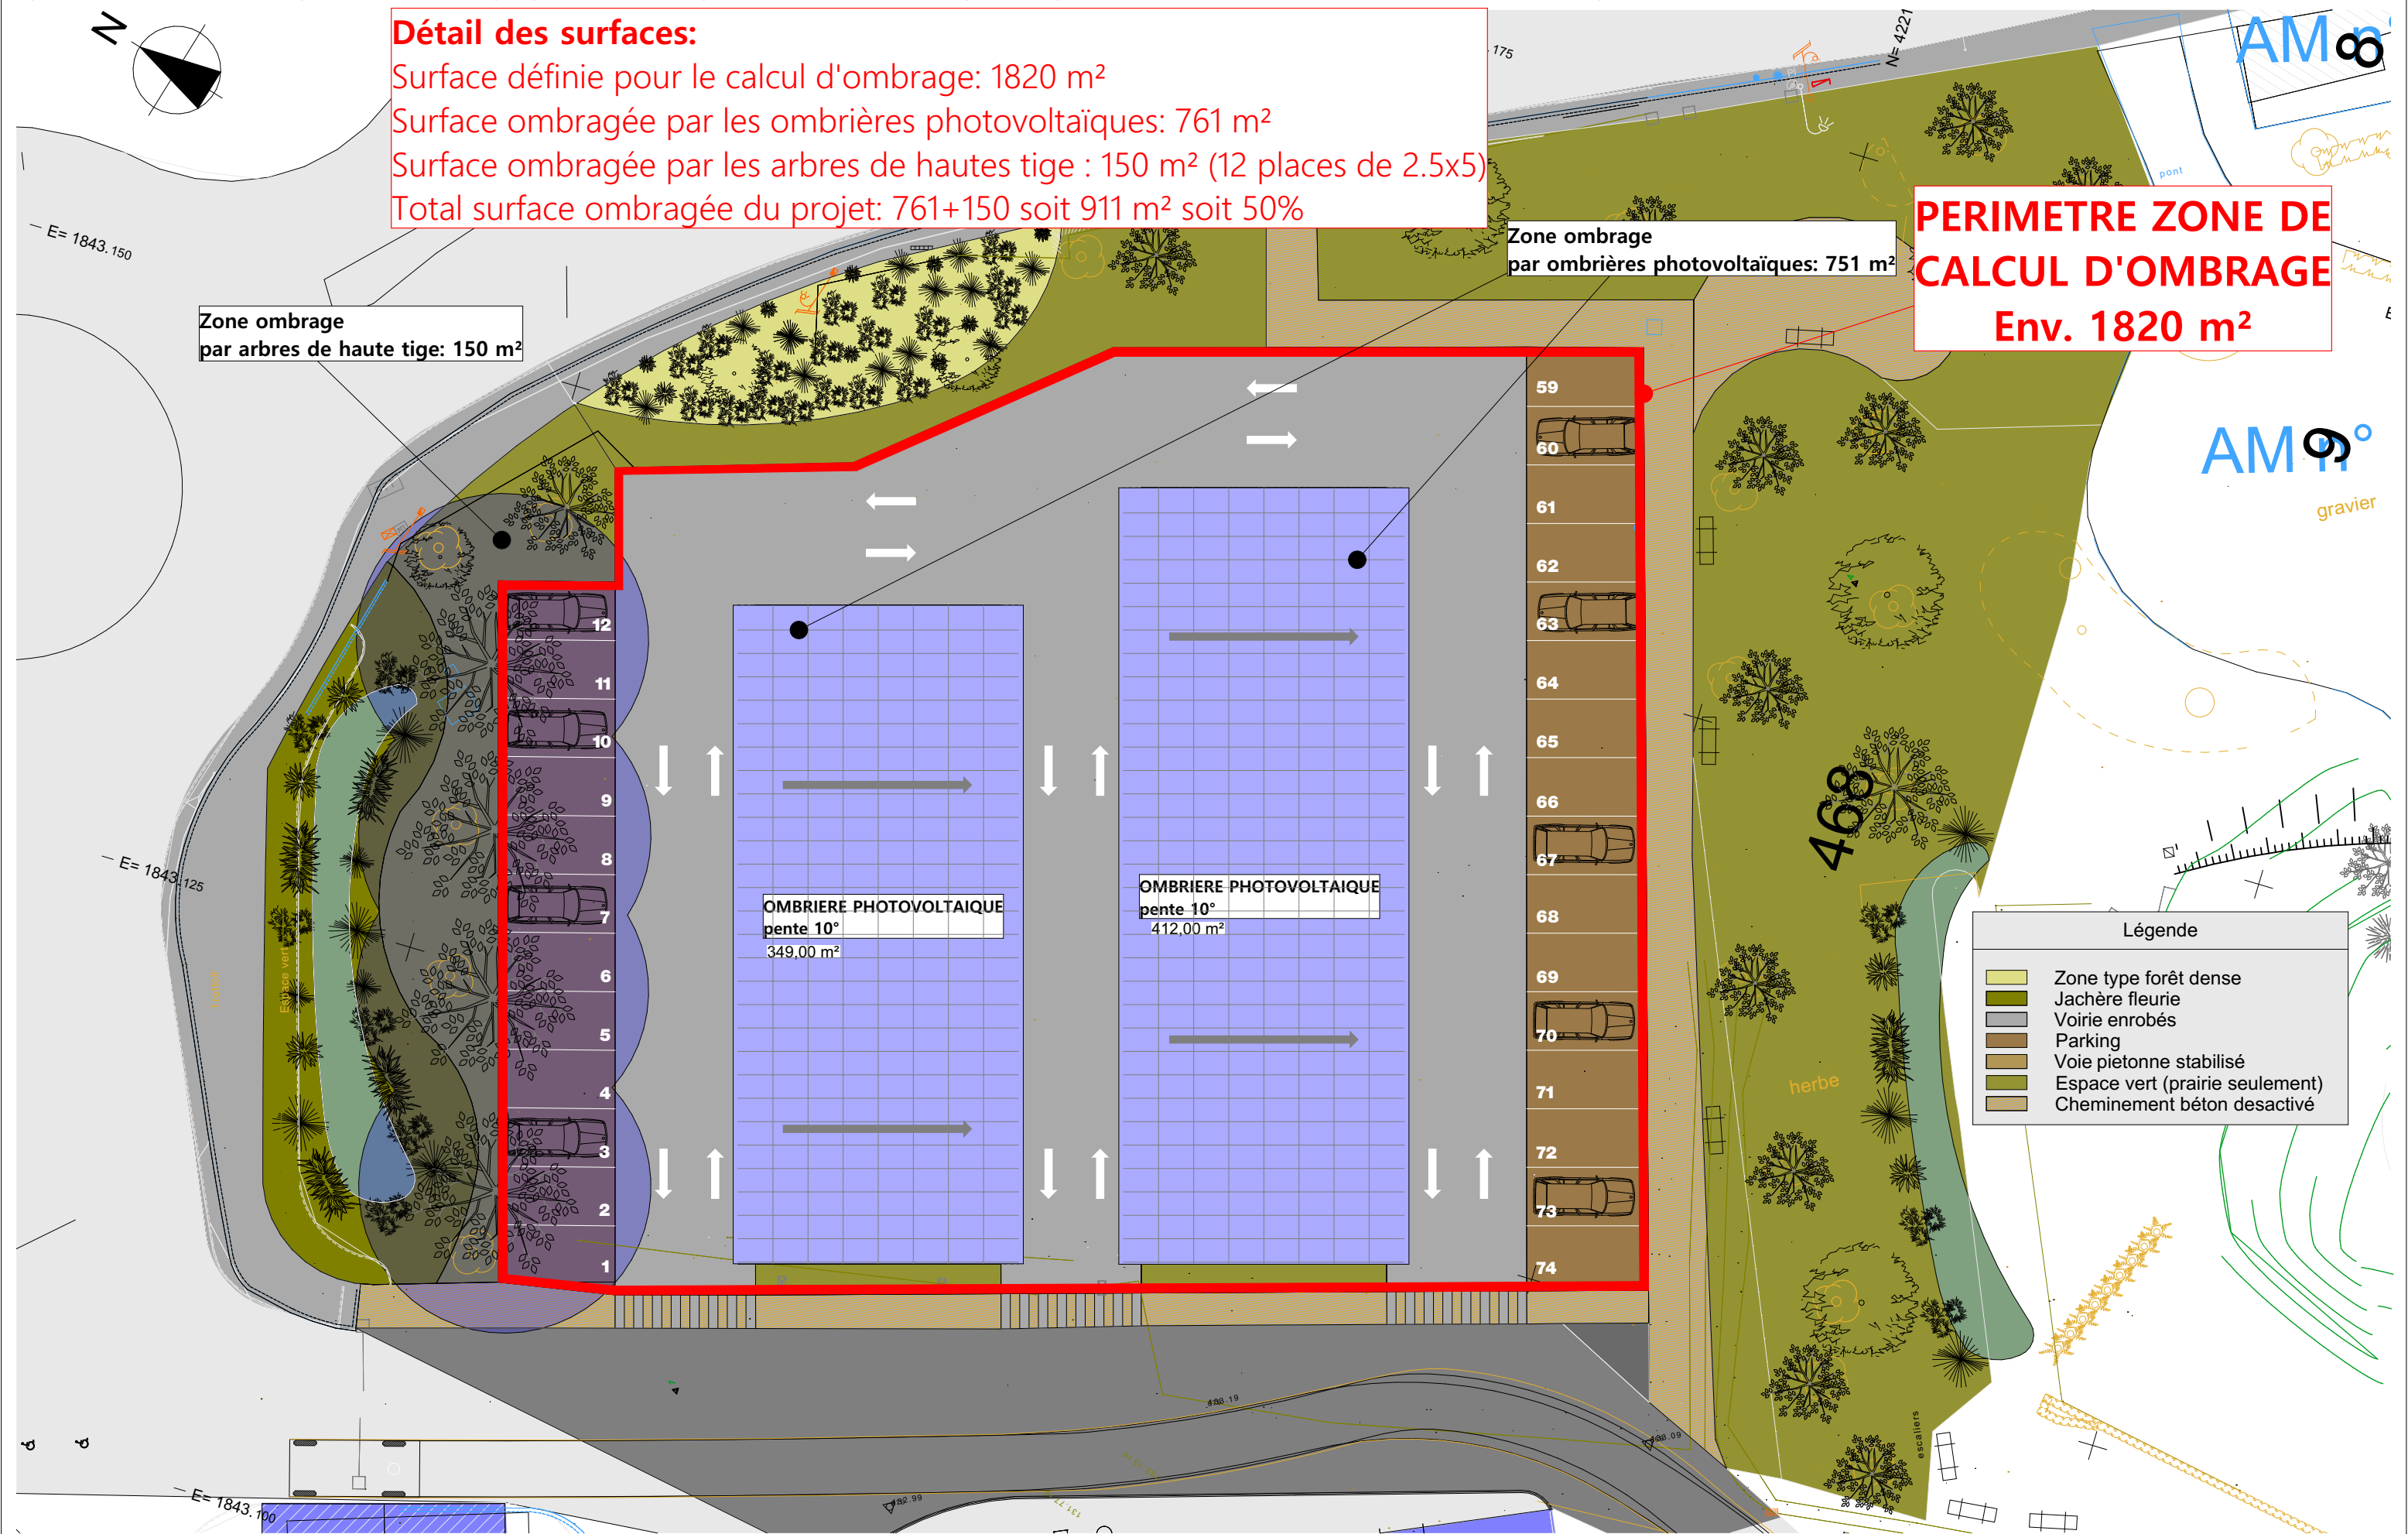 N
Détail des surfaces:
Surface définie pour le calcul d'ombrage: 1820 m²
Surface ombragée par les ombrières photovoltaïques: 761 m²
Surface ombragée par les arbres de hautes tige : 150 m² (12 places de 2.5x5)
Total surface ombragée du projet: 761+150 soit 911 m² soit 50%
175
N= 4221
AM n°
8
pont
PERIMETRE ZONE DE
CALCUL D'OMBRAGE
Env. 1820 m²
Zone ombrage
par ombrières photovoltaïques: 751 m²
E= 1843.150
Zone ombrage
par arbres de haute tige: 150 m²
AM n°
9
gravier
59
60
61
62
63
64
65
66
67
68
69
70
71
72
73
74
12
11
10
9
8
7
6
5
4
3
2
1
468
E= 1843.125
Espace vert
OMBRIERE PHOTOVOLTAIQUE
pente 10°
349,00 m²
OMBRIERE PHOTOVOLTAIQUE
pente 10°
412,00 m²
herbe
Légende
Zone type forêt dense
Jachère fleurie
Voirie enrobés
Parking
Voie pietonne stabilisé
Espace vert (prairie seulement)
Cheminement béton desactivé
escaliers
E= 1843.100